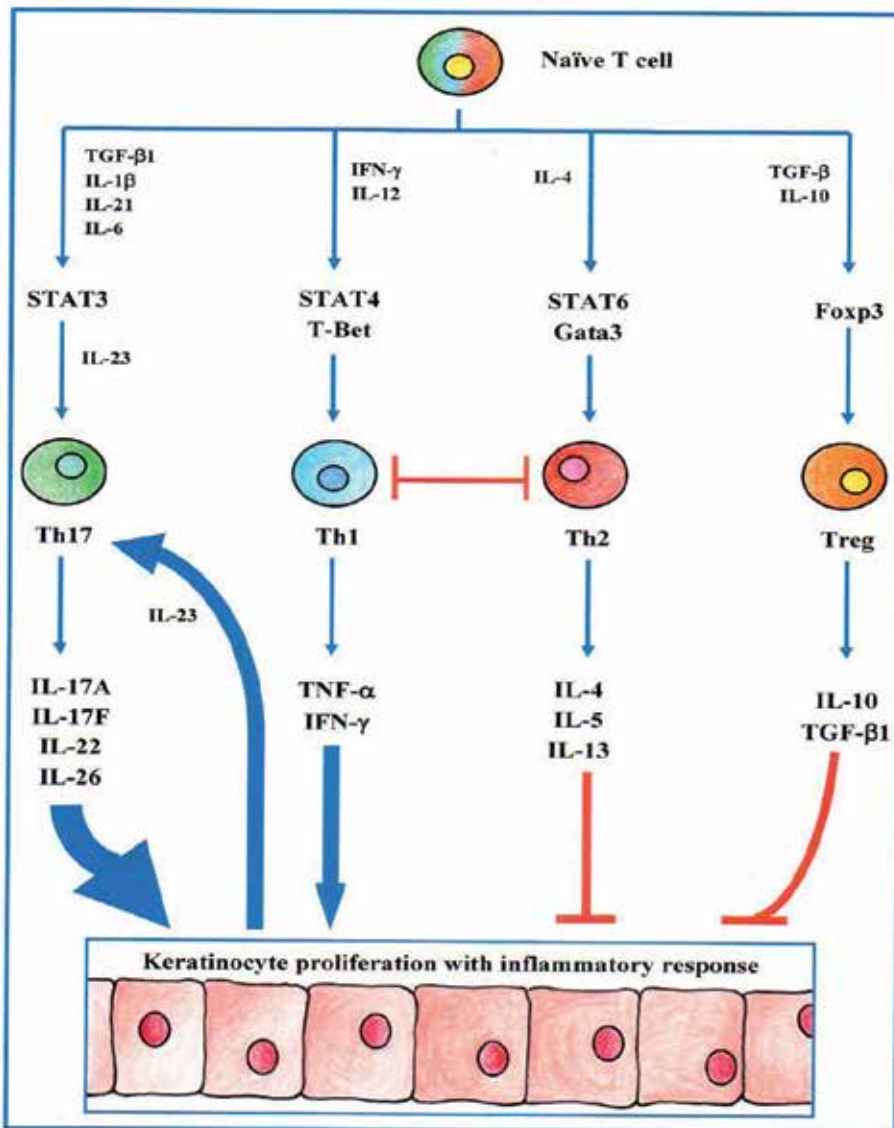 Naïve T cell
TGF-β1
IL-1β
IL-21
IL-6
IFN-γ
IL-12
IL-4
TGF-β
IL-10
STAT3
STAT4
T-Bet
STAT6
Gata3
Foxp3
IL-23
Th17
Th1
Th2
Treg
IL-23
IL-17A
IL-17F
IL-22
IL-26
TNF-α
IFN-γ
IL-4
IL-5
IL-13
IL-10
TGF-β1
Keratinocyte proliferation with inflammatory response